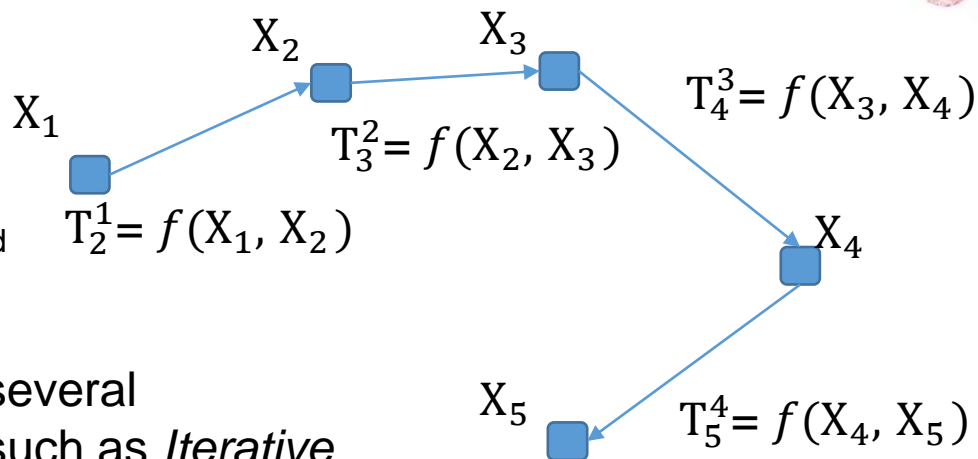 X₂
X₃
X₁
T₄³= f(X₃, X₄)
T₃²= f(X₂, X₃)
T₂¹= f(X₁, X₂)
X₄
several
such as Iterative
X₅
T₅⁴= f(X₄, X₅)